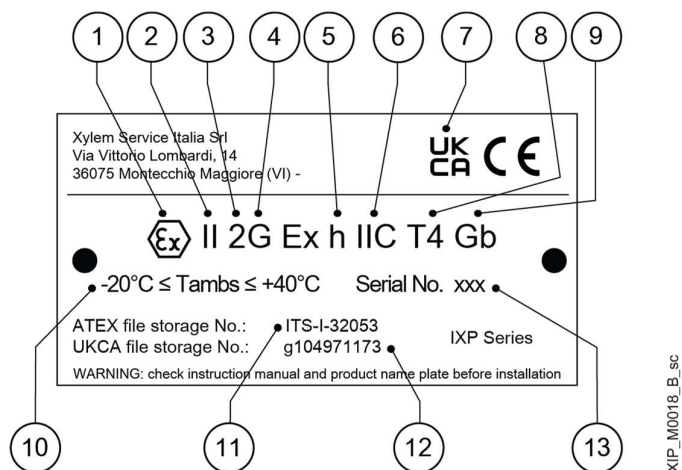 1 2 3 4 5 6 7 8 9
Xylem Service Italia Srl
Via Vittorio Lombardi, 14
36075 Montecchio Maggiore (VI) -
UK
CA CE
Ex II 2G Ex h IIC T4 Gb
-20°C ≤ Tambs ≤ +40°C Serial No. xxx
ATEX file storage No.: ITS-I-32053
UKCA file storage No.: g104971173
IXP Series
WARNING: check instruction manual and product name plate before installation
10 11 12 13
XIP_M0018_B_sc